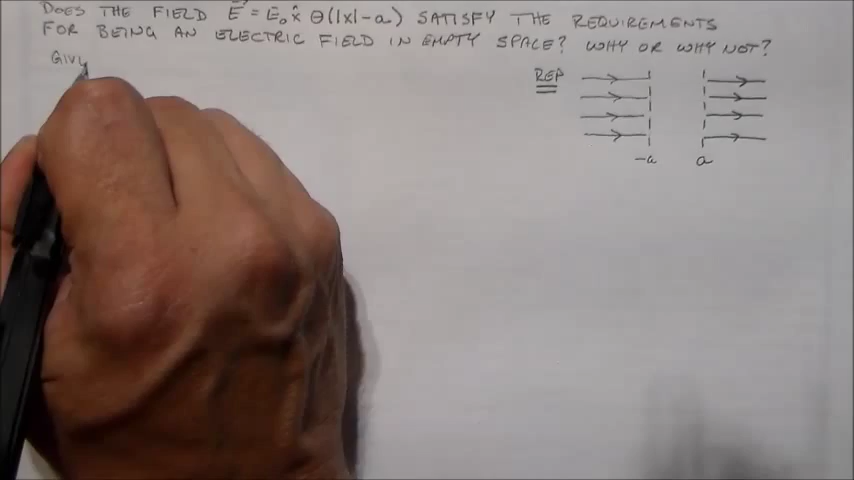 DOES THE FIELD E⃗ = E₀ x̂ Θ(|x|-a) SATISFY THE REQUIREMENTS
FOR BEING AN ELECTRIC FIELD IN EMPTY SPACE? WHY OR WHY NOT?
GIV
REP
-a a